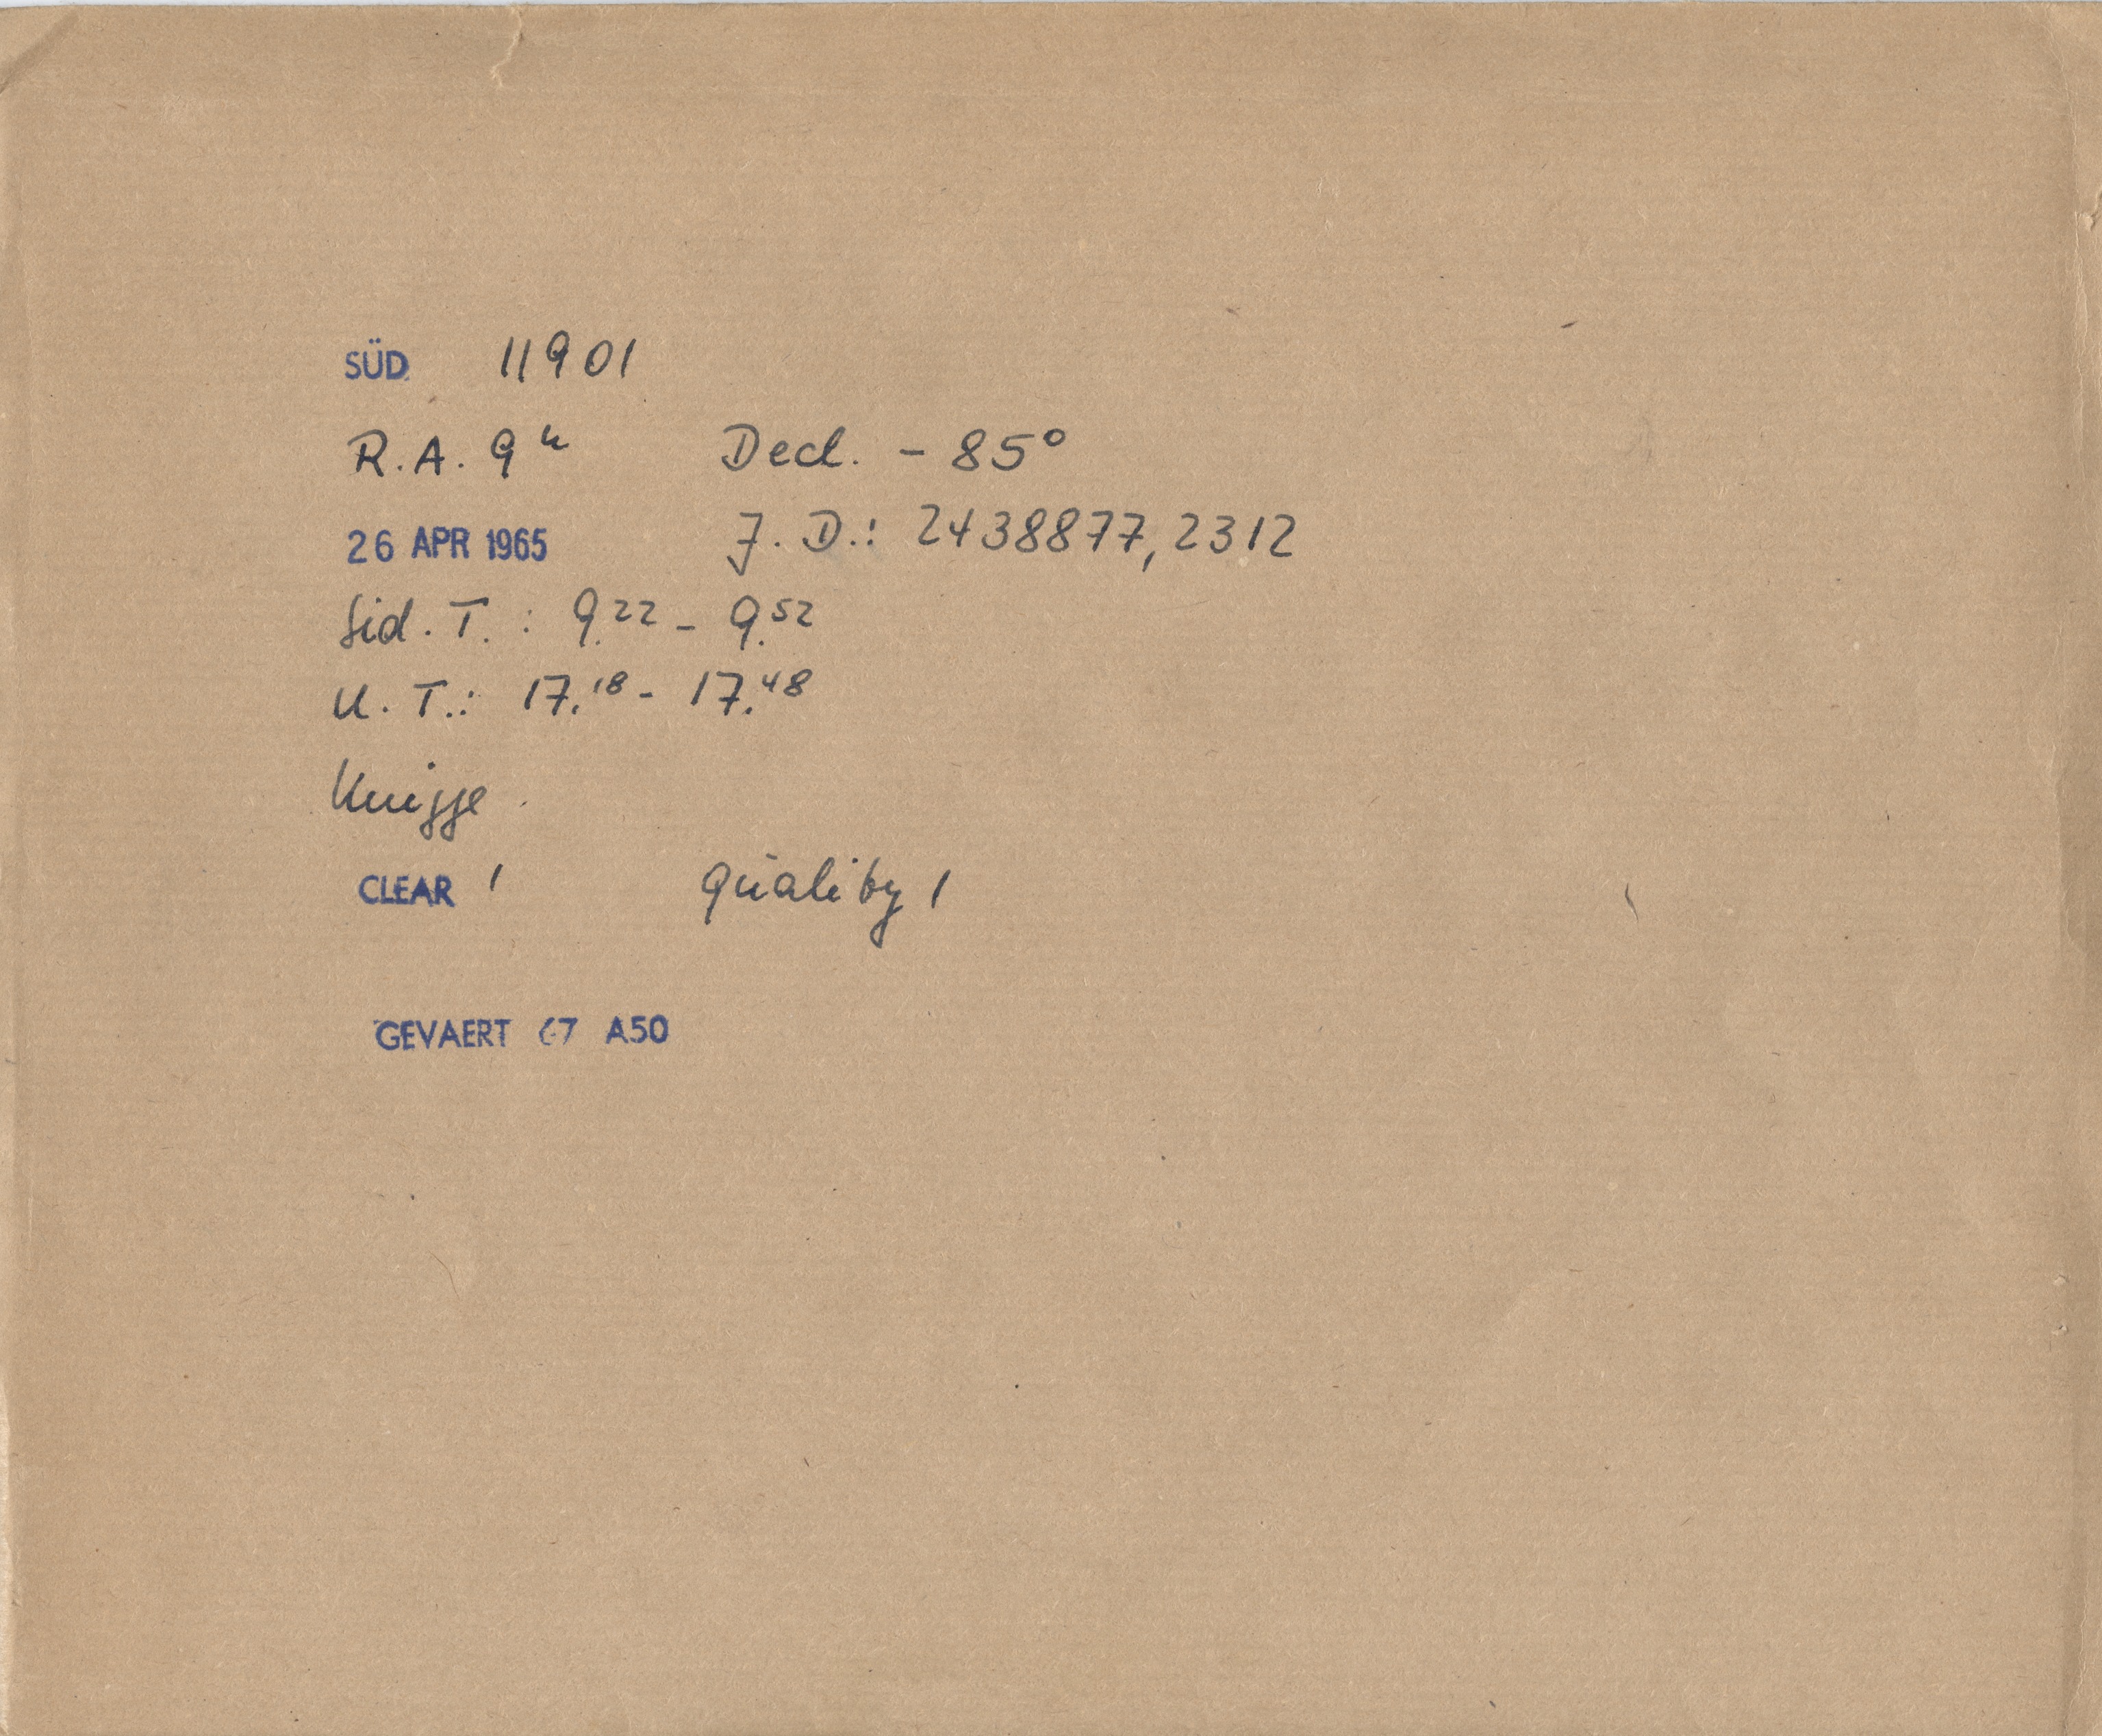 SÜD 11901
R.A. 9ʰ Decl. - 85°
26 APR 1965 J. D.: 2438877,2312
Sid. T. : 9.²² - 9.⁵²
U. T.: 17.¹⁸ - 17.⁴⁸
Knigge
CLEAR 1 Quality 1
GEVAERT 67 A50